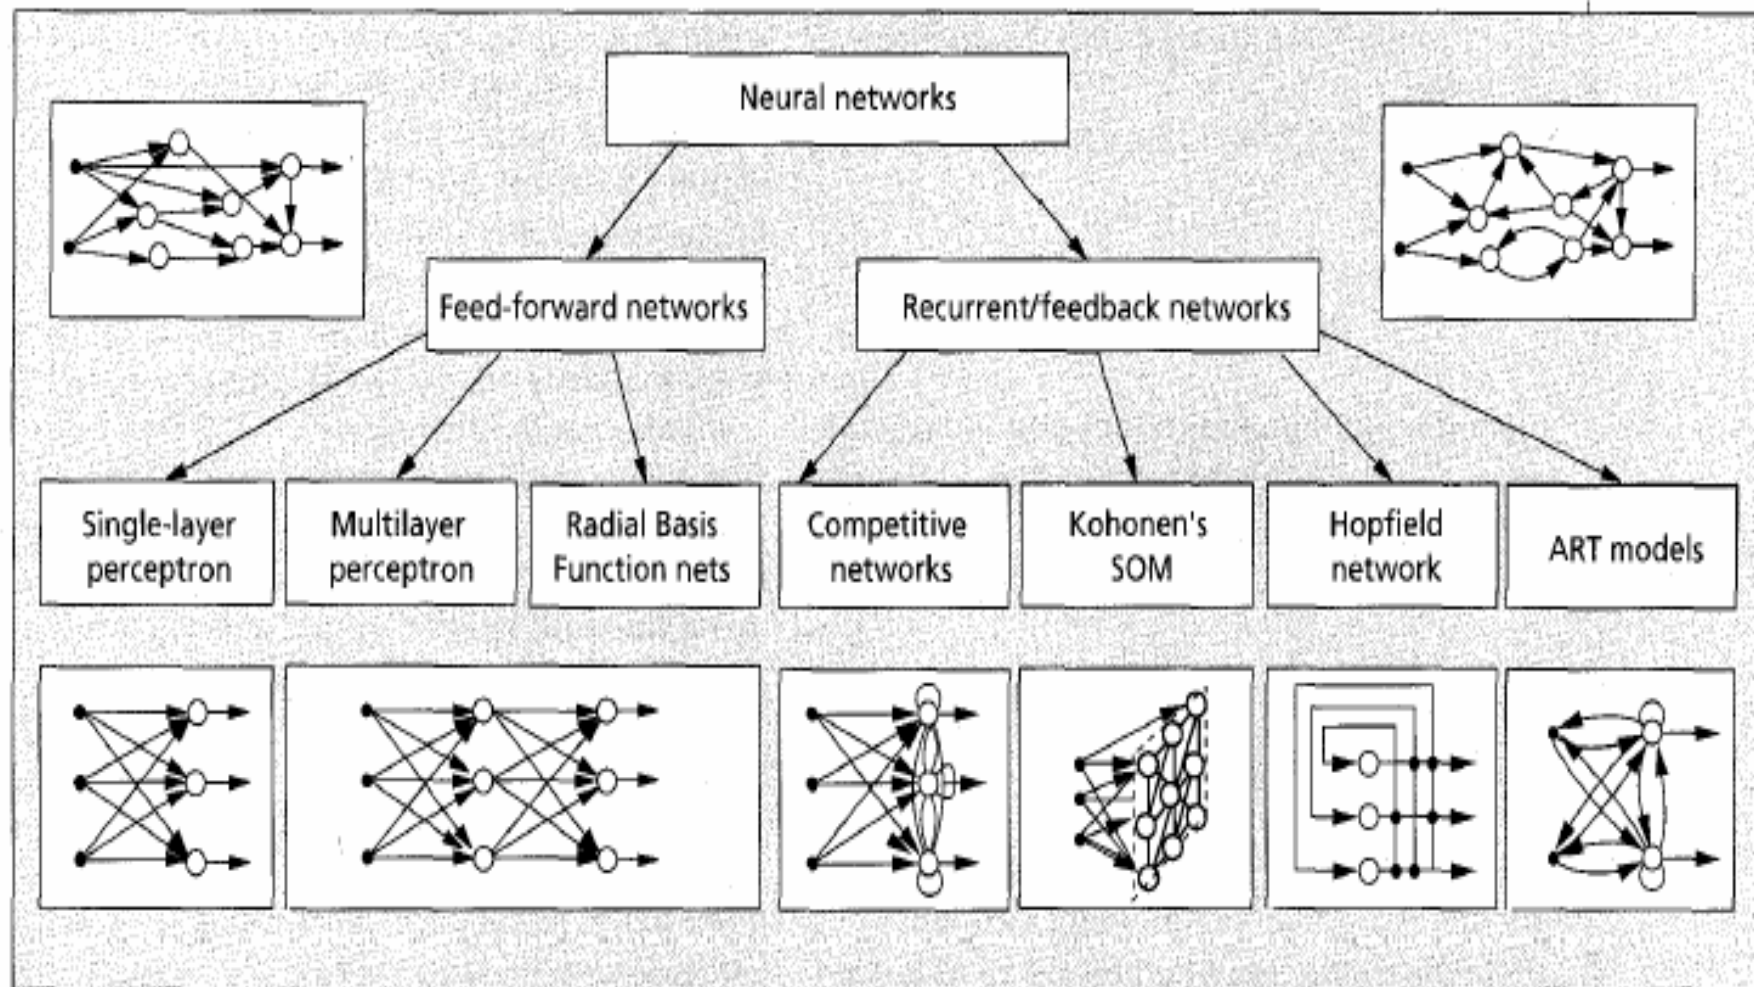 Neural networks
Feed-forward networks
Recurrent/feedback networks
Single-layer
perceptron
Multilayer
perceptron
Radial Basis
Function nets
Competitive
networks
Kohonen's
SOM
Hopfield
network
ART models